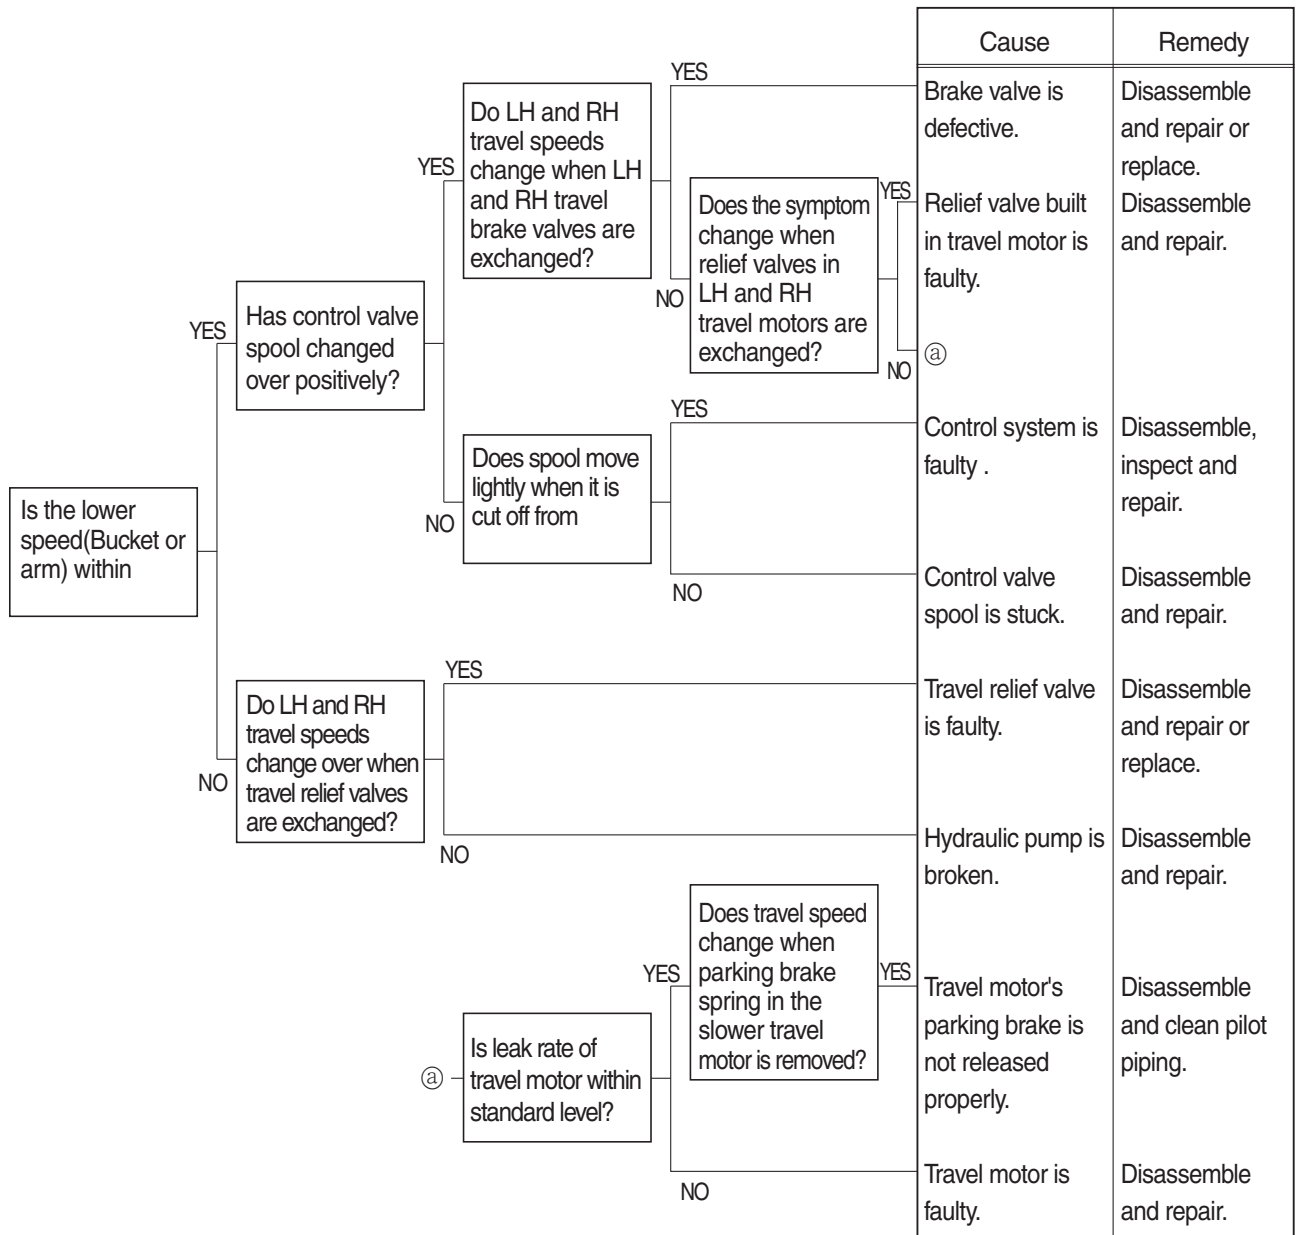 Cause
Remedy
YES
Brake valve is
defective.
Disassemble
and repair or
replace.
Do LH and RH
travel speeds
change when LH
and RH travel
brake valves are
exchanged?
YES
YES
Does the symptom
change when
relief valves in
LH and RH
travel motors are
exchanged?
NO
Relief valve built
in travel motor is
faulty.
Disassemble
and repair.
NO
ⓐ
YES
Has control valve
spool changed
over positively?
YES
Control system is
faulty .
Disassemble,
inspect and
repair.
Does spool move
lightly when it is
cut off from
NO
Is the lower
speed(Bucket or
arm) within
NO
Control valve
spool is stuck.
Disassemble
and repair.
YES
Travel relief valve
is faulty.
Disassemble
and repair or
replace.
Do LH and RH
travel speeds
change over when
travel relief valves
are exchanged?
NO
NO
Hydraulic pump is
broken.
Disassemble
and repair.
Does travel speed
change when
parking brake
spring in the
slower travel
motor is removed?
YES
YES
Travel motor's
parking brake is
not released
properly.
Disassemble
and clean pilot
piping.
ⓐ
Is leak rate of
travel motor within
standard level?
NO
Travel motor is
faulty.
Disassemble
and repair.